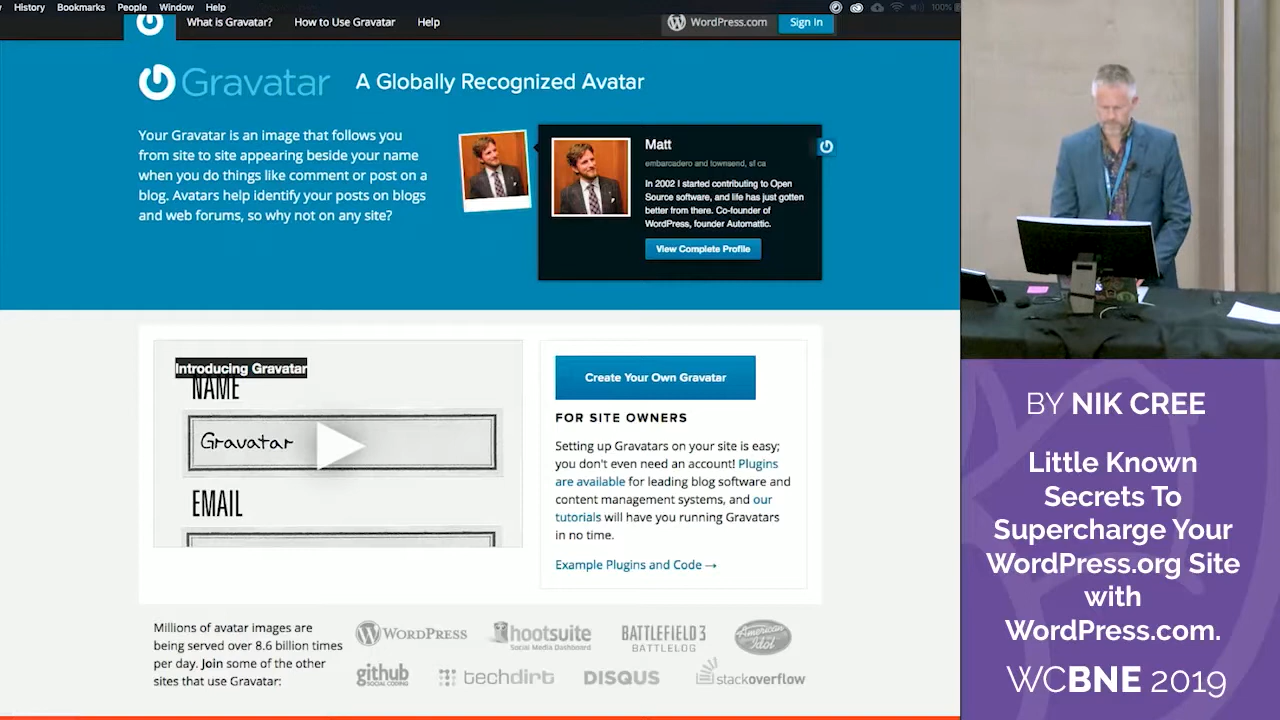 History Bookmarks People Window Help
100%
What is Gravatar? How to Use Gravatar Help
WordPress.com Sign In
Gravatar A Globally Recognized Avatar
Your Gravatar is an image that follows you
from site to site appearing beside your name
when you do things like comment or post on a
blog. Avatars help identify your posts on blogs
and web forums, so why not on any site?
Matt
embarcadero and townsend, sf ca
In 2002 I started contributing to Open
Source software, and life has just gotten
better from there. Co-founder of
WordPress, founder Automattic.
View Complete Profile
Introducing Gravatar
NAME
Gravatar
EMAIL
Create Your Own Gravatar
FOR SITE OWNERS
Setting up Gravatars on your site is easy;
you don't even need an account! Plugins
are available for leading blog software and
content management systems, and our
tutorials will have you running Gravatars
in no time.
Example Plugins and Code →
Millions of avatar images are
being served over 8.6 billion times
per day. Join some of the other
sites that use Gravatar:
WORDPRESS
hootsuite
Social Media Dashboard
BATTLEFIELD 3
BATTLELOG
American Idol
github
SOCIAL CODING
techdirt
DISQUS
stackoverflow
BY NIK CREE
Little Known
Secrets To
Supercharge Your
WordPress.org Site
with
WordPress.com.
WCBNE 2019